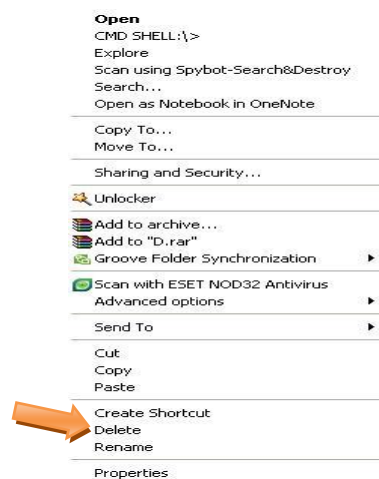 Open
CMD SHELL:\>
Explore
Scan using Spybot-Search&Destroy
Search...
Open as Notebook in OneNote
Copy To...
Move To...
Sharing and Security...
Unlocker
Add to archive...
Add to "D.rar"
Groove Folder Synchronization
Scan with ESET NOD32 Antivirus
Advanced options
Send To
Cut
Copy
Paste
Create Shortcut
Delete
Rename
Properties